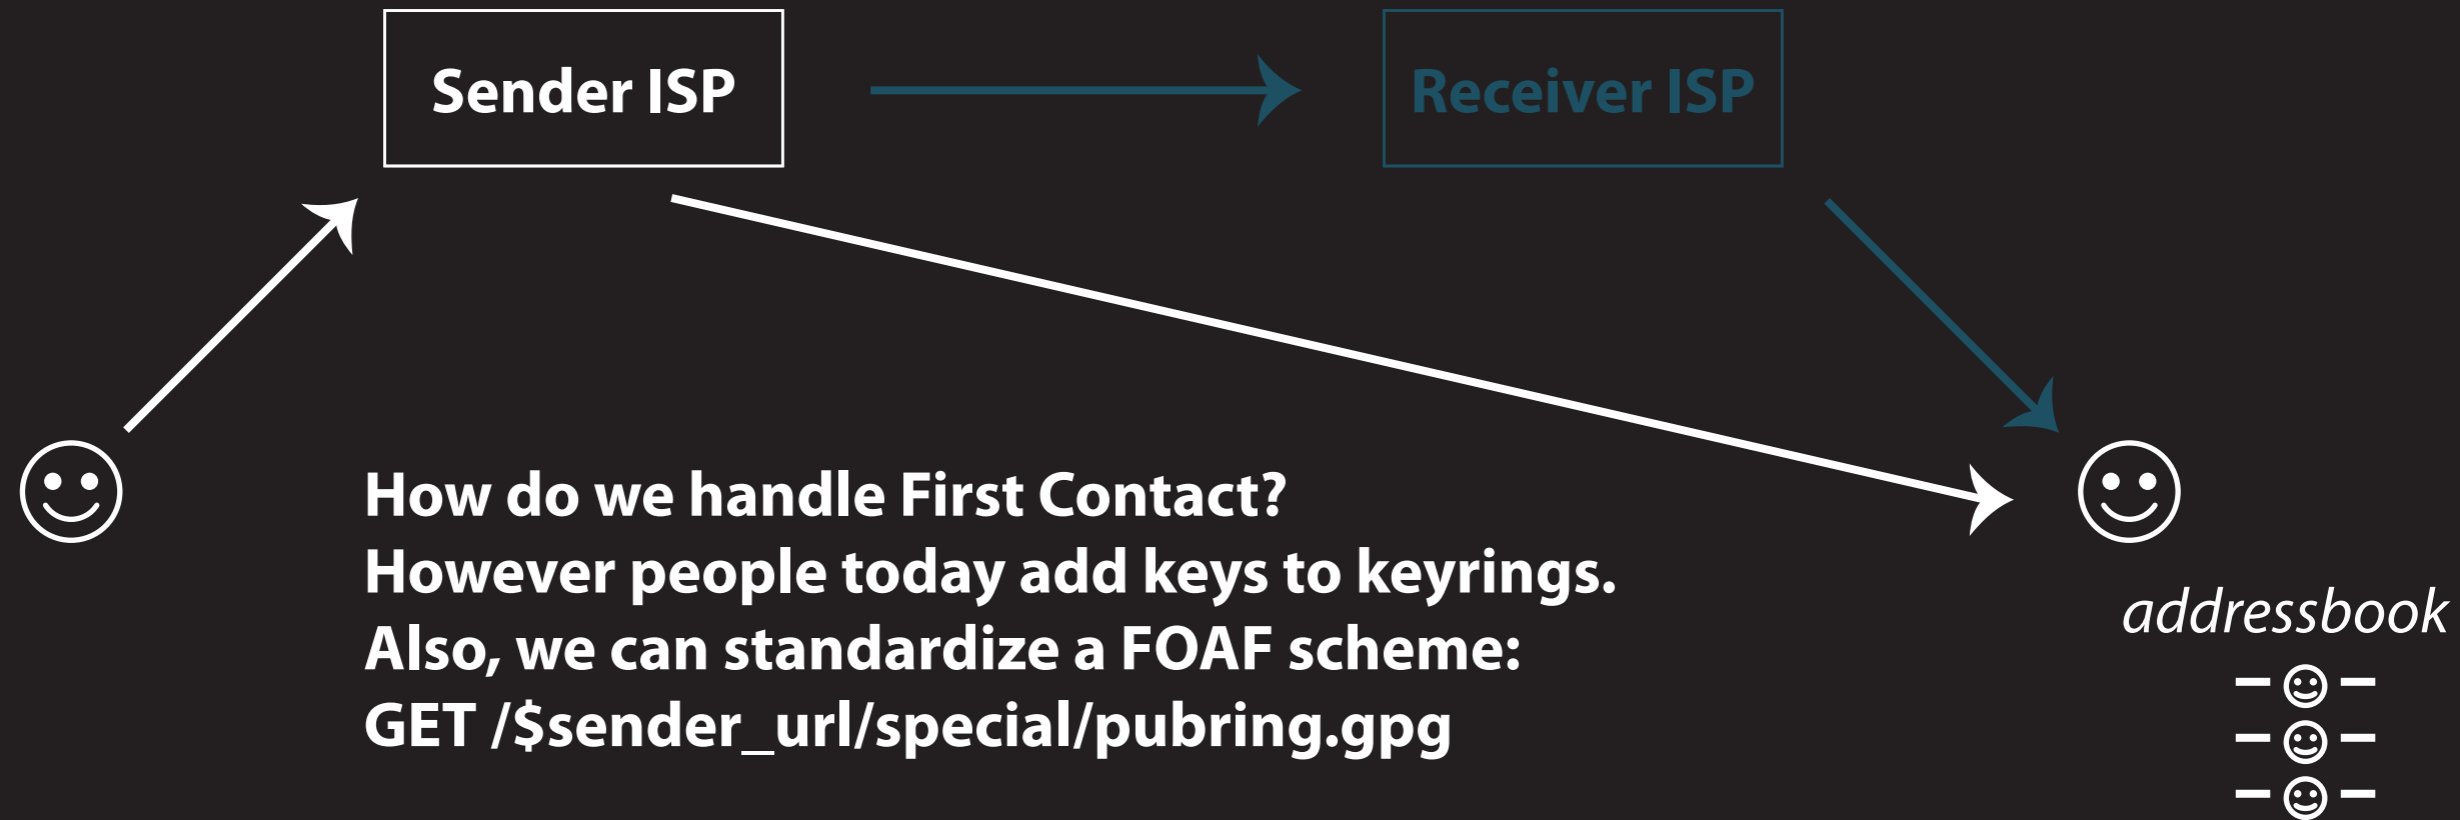 Sender ISP
Receiver ISP
How do we handle First Contact?
However people today add keys to keyrings.
Also, we can standardize a FOAF scheme:
GET /$sender_url/special/pubring.gpg
addressbook